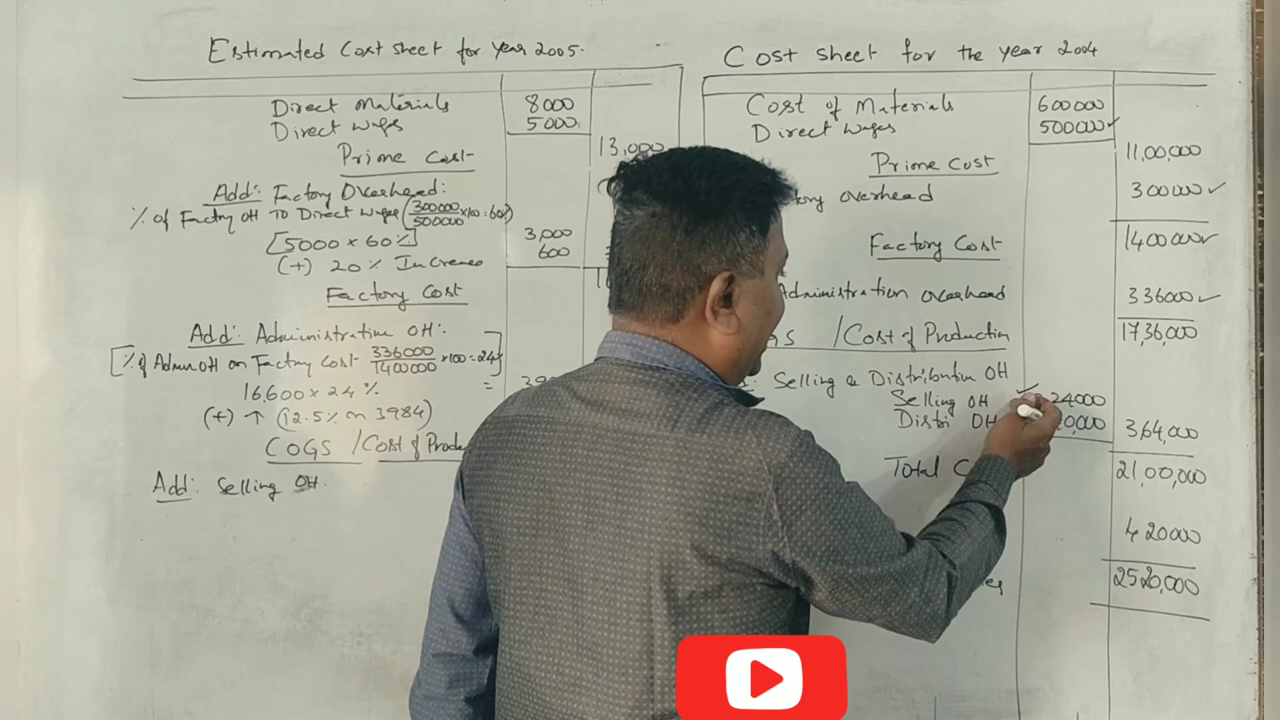 Estimated Cost sheet for year 2005.
Direct Materials 8000
Direct Wages 5000
13,000
Prime Cost
Add: Factory Overhead:
% of Factory OH To Direct Wages (300000/500000 x 100 = 60%)
[5000 x 60%] 3,000
(+) 20% Increase 600
Factory Cost
Add: Administration OH:
[% of Admn OH on Factory Cost 336000/1400000 x 100 = 24%]
16,600 x 24% =
(+) ↑ (12.5% on 3984)
COGS / Cost of
Add: Selling OH.
Cost sheet for the year 2004
Cost of Materials 600000
Direct Wages 500000
Prime Cost 11,00,000
overhead 300000
Factory Cost 1400000
Administration overhead 336000
/ Cost of Production 17,36,000
Selling & Distribution OH
Selling OH 24000
Distri OH 364,000
Total 21,00,000
420000
2520,000